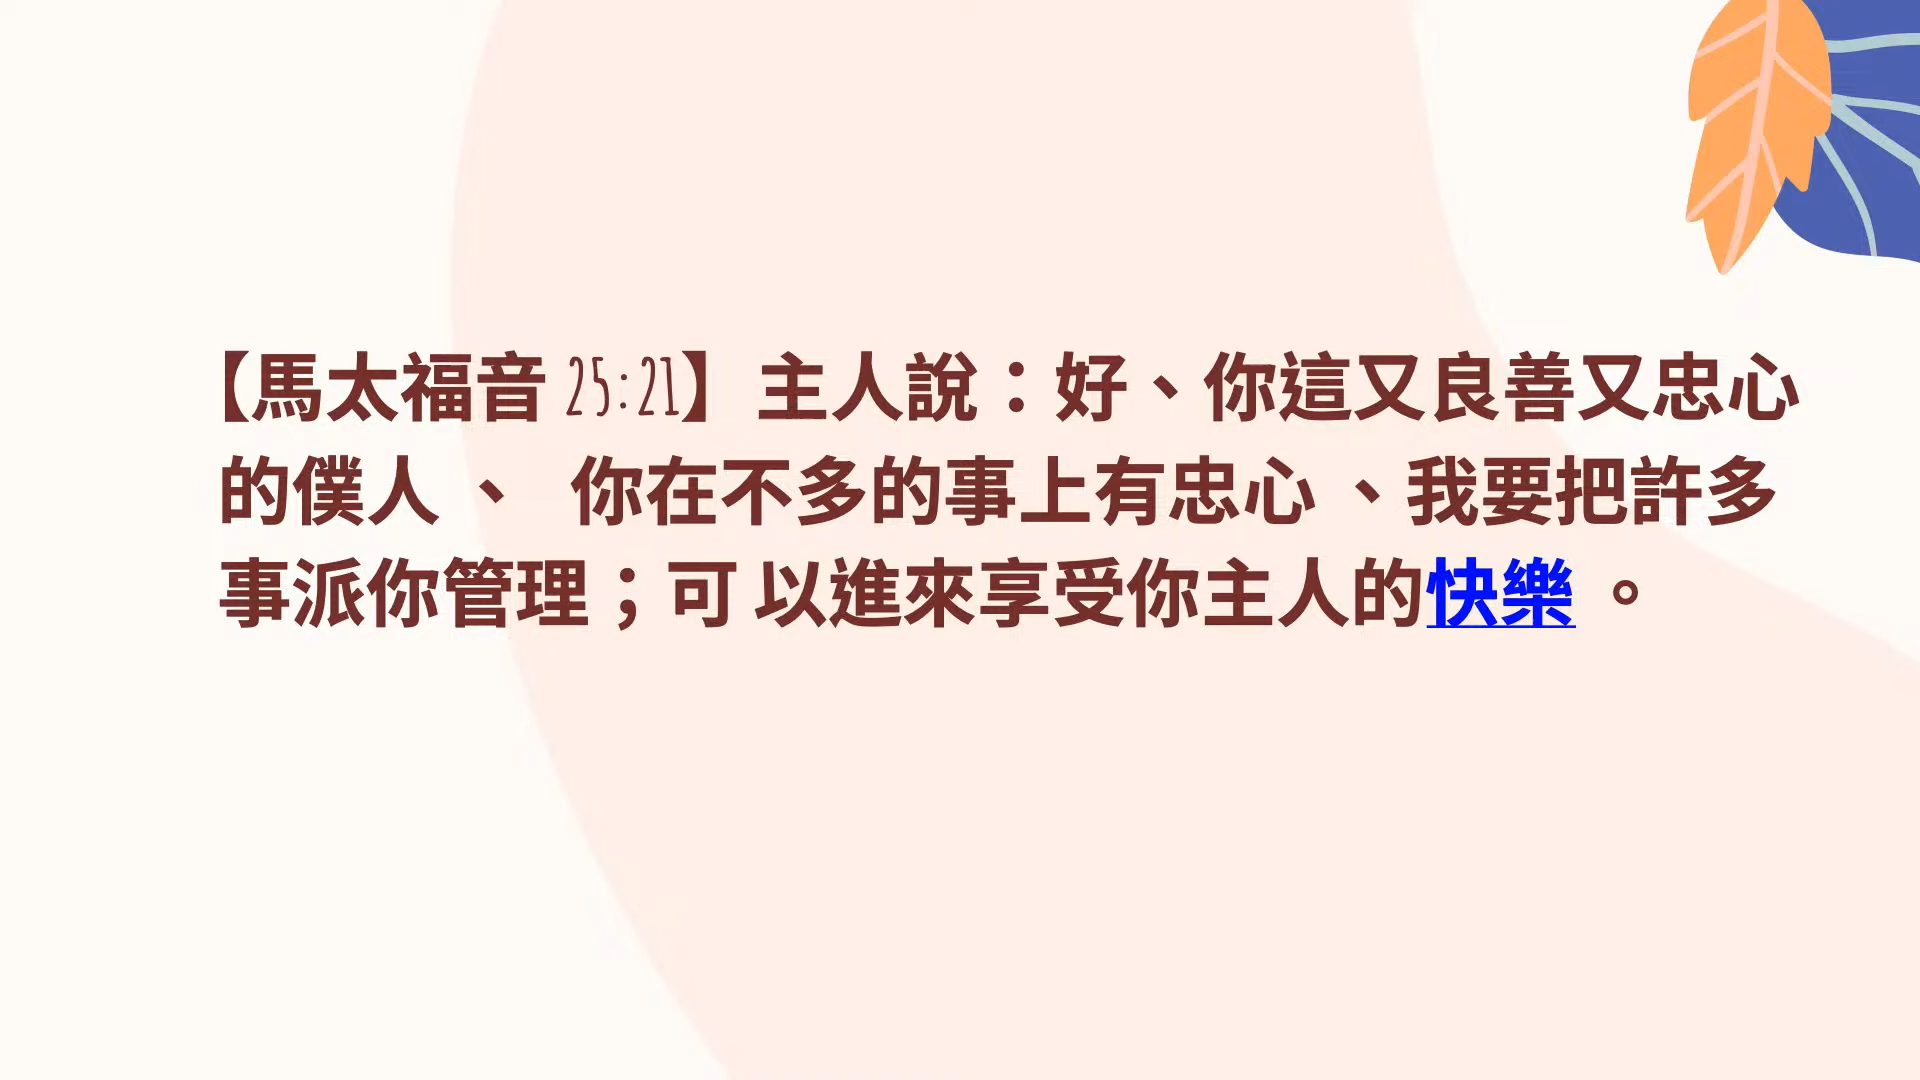 【馬太福音 25:21】 主人說：好、你這又良善又忠心
的僕人 、 你在不多的事上有忠心 、我要把許多
事派你管理；可 以進來享受你主人的快樂 。